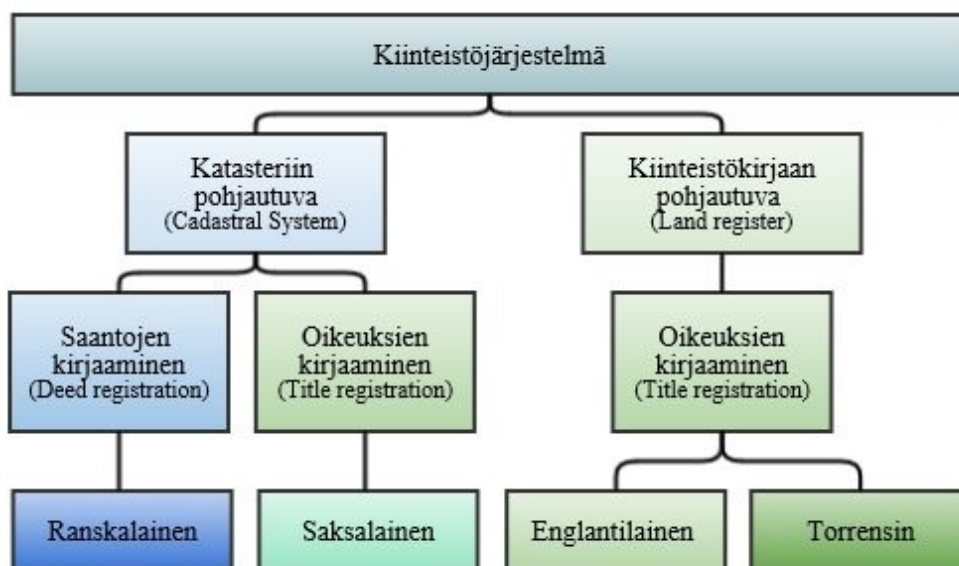 Kiinteistöjärjestelmä
Katasteriin
pohjautuva
(Cadastral System)
Kiinteistökirjaan
pohjautuva
(Land register)
Saantojen
kirjaaminen
(Deed registration)
Oikeuksien
kirjaaminen
(Title registration)
Oikeuksien
kirjaaminen
(Title registration)
Ranskalainen
Saksalainen
Englantilainen
Torrensin